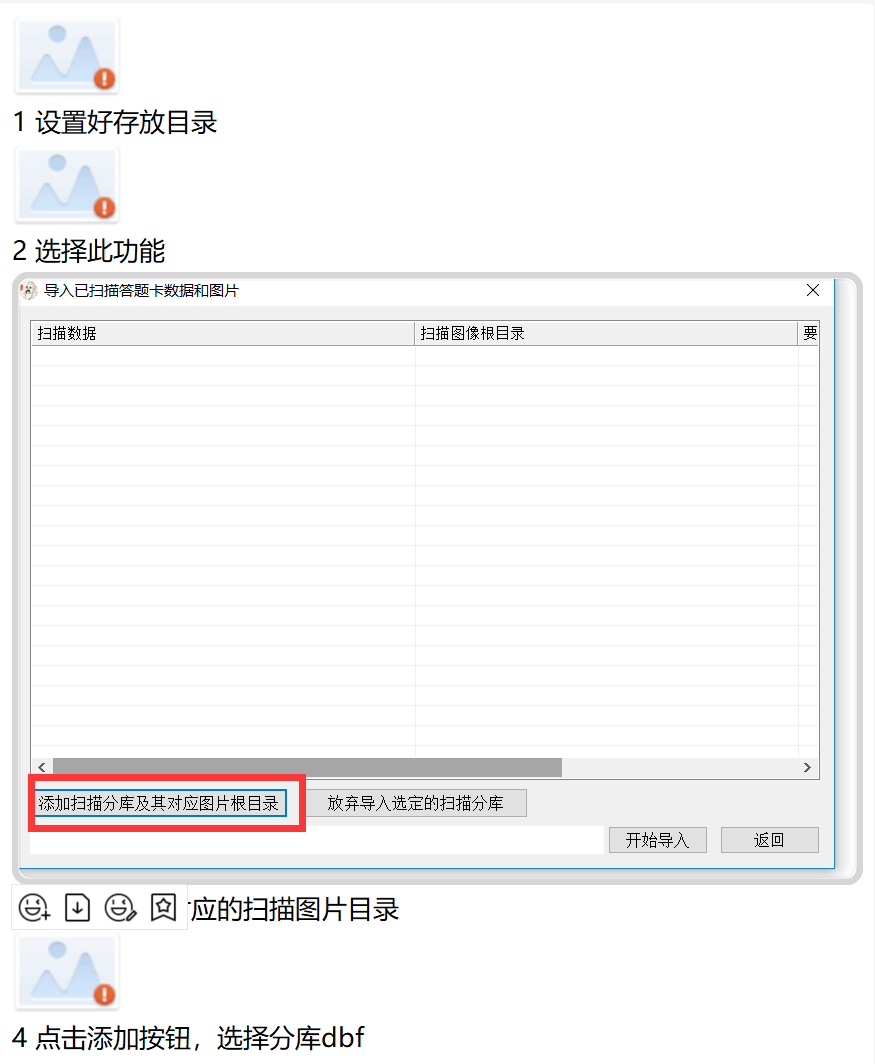 1 设置好存放目录
2 选择此功能
导入已扫描答题卡数据和图片
扫描数据 扫描图像根目录 要
添加扫描分库及其对应图片根目录 放弃导入选定的扫描分库
开始导入 返回
应的扫描图片目录
4 点击添加按钮，选择分库dbf